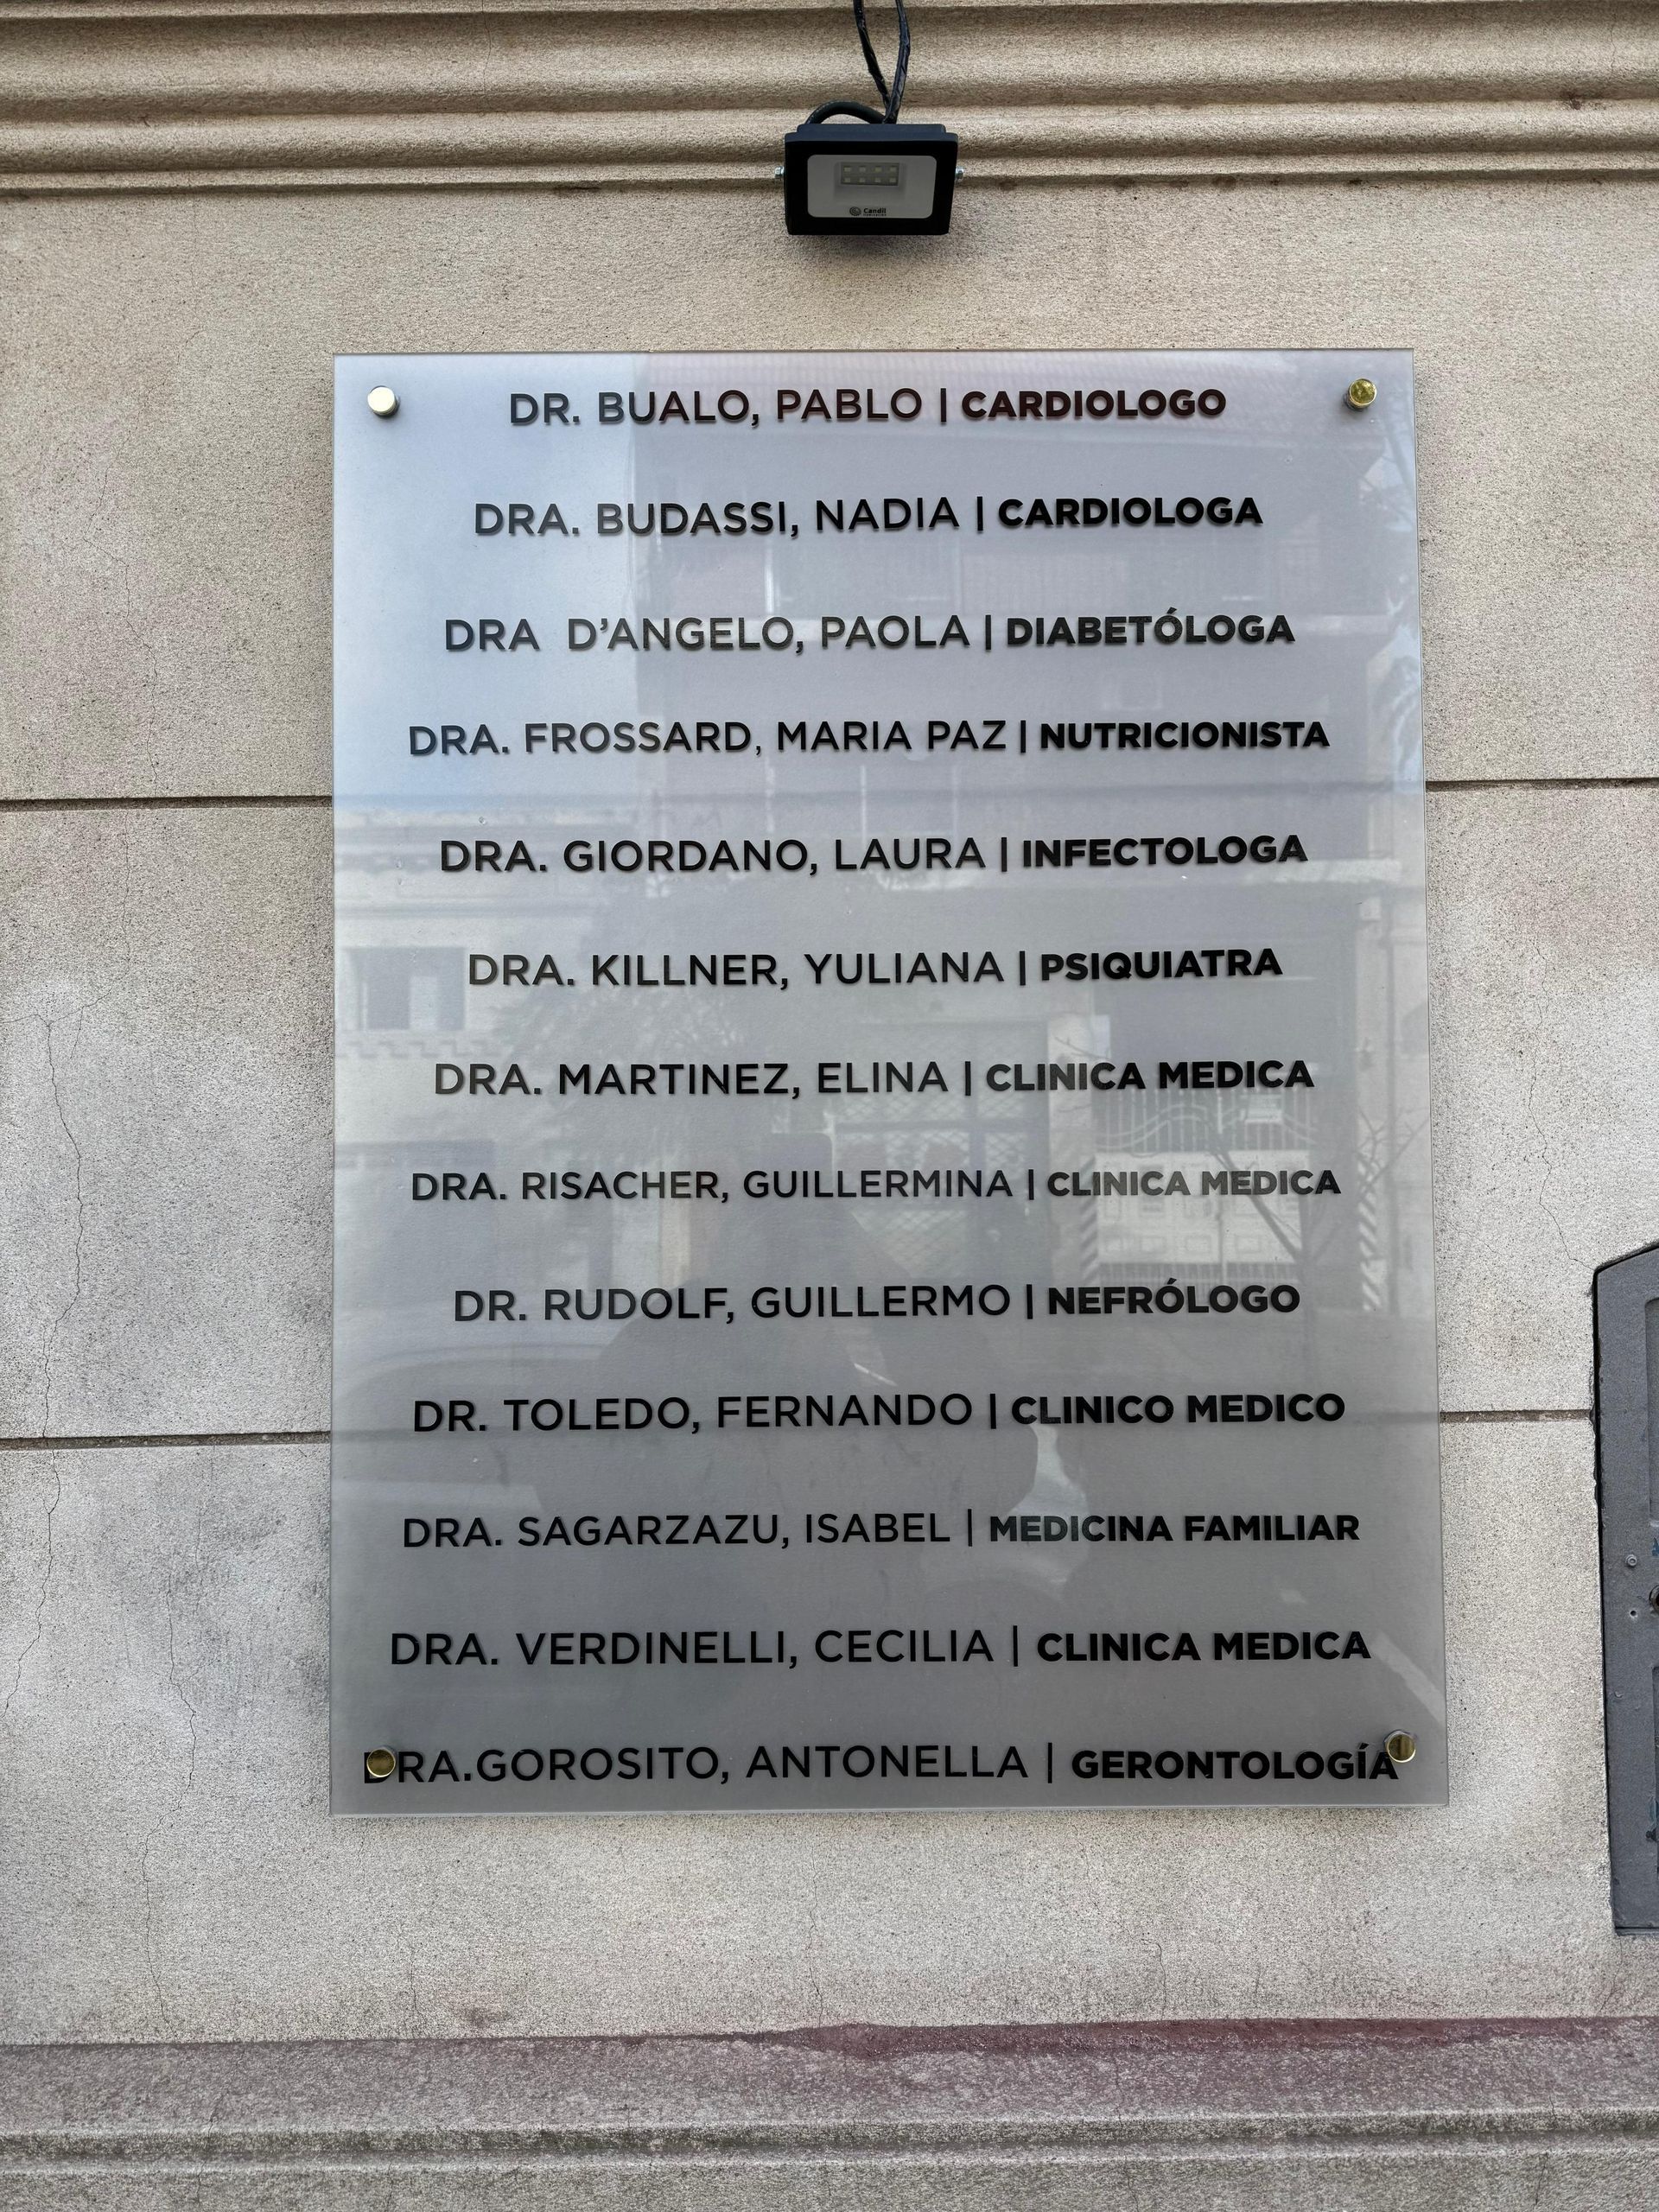 Candil
DR. BUALO, PABLO | CARDIOLOGO
DRA. BUDASSI, NADIA | CARDIOLOGA
DRA D’ANGELO, PAOLA | DIABETÓLOGA
DRA. FROSSARD, MARIA PAZ | NUTRICIONISTA
DRA. GIORDANO, LAURA | INFECTOLOGA
DRA. KILLNER, YULIANA | PSIQUIATRA
DRA. MARTINEZ, ELINA | CLINICA MEDICA
DRA. RISACHER, GUILLERMINA | CLINICA MEDICA
DR. RUDOLF, GUILLERMO | NEFRÓLOGO
DR. TOLEDO, FERNANDO | CLINICO MEDICO
DRA. SAGARZAZU, ISABEL | MEDICINA FAMILIAR
DRA. VERDINELLI, CECILIA | CLINICA MEDICA
DRA.GOROSITO, ANTONELLA | GERONTOLOGÍA